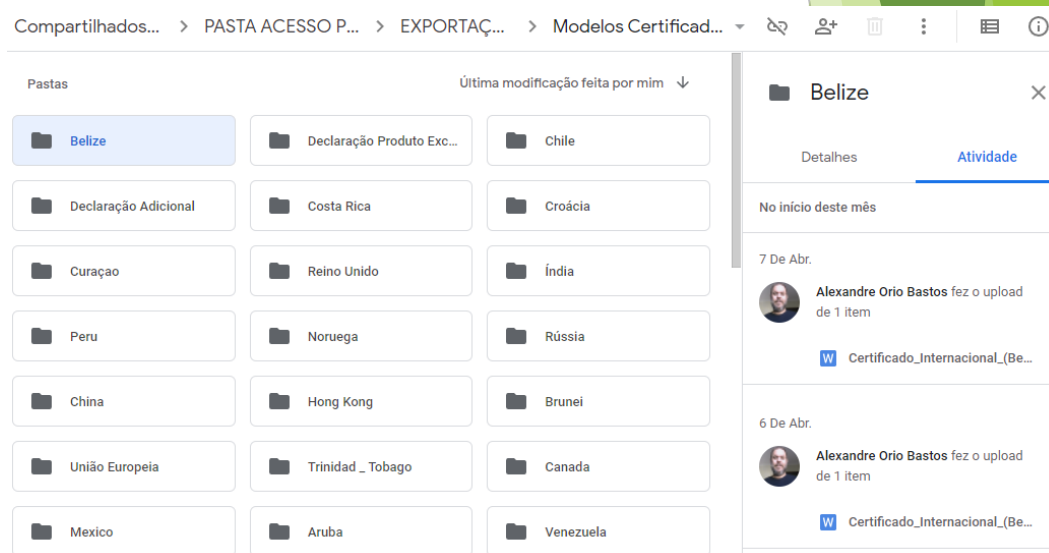 Compartilhados... > PASTA ACESSO P... > EXPORTAÇ... > Modelos Certificad...
Pastas
Última modificação feita por mim
Belize
Declaração Produto Exc...
Chile
Declaração Adicional
Costa Rica
Croácia
Curaçao
Reino Unido
Índia
Peru
Noruega
Rússia
China
Hong Kong
Brunei
União Europeia
Trinidad _ Tobago
Canada
Mexico
Aruba
Venezuela
Belize
Detalhes
Atividade
No início deste mês
7 De Abr.
Alexandre Orio Bastos fez o upload
de 1 item
W Certificado_Internacional_(Be...
6 De Abr.
Alexandre Orio Bastos fez o upload
de 1 item
W Certificado_Internacional_(Be...